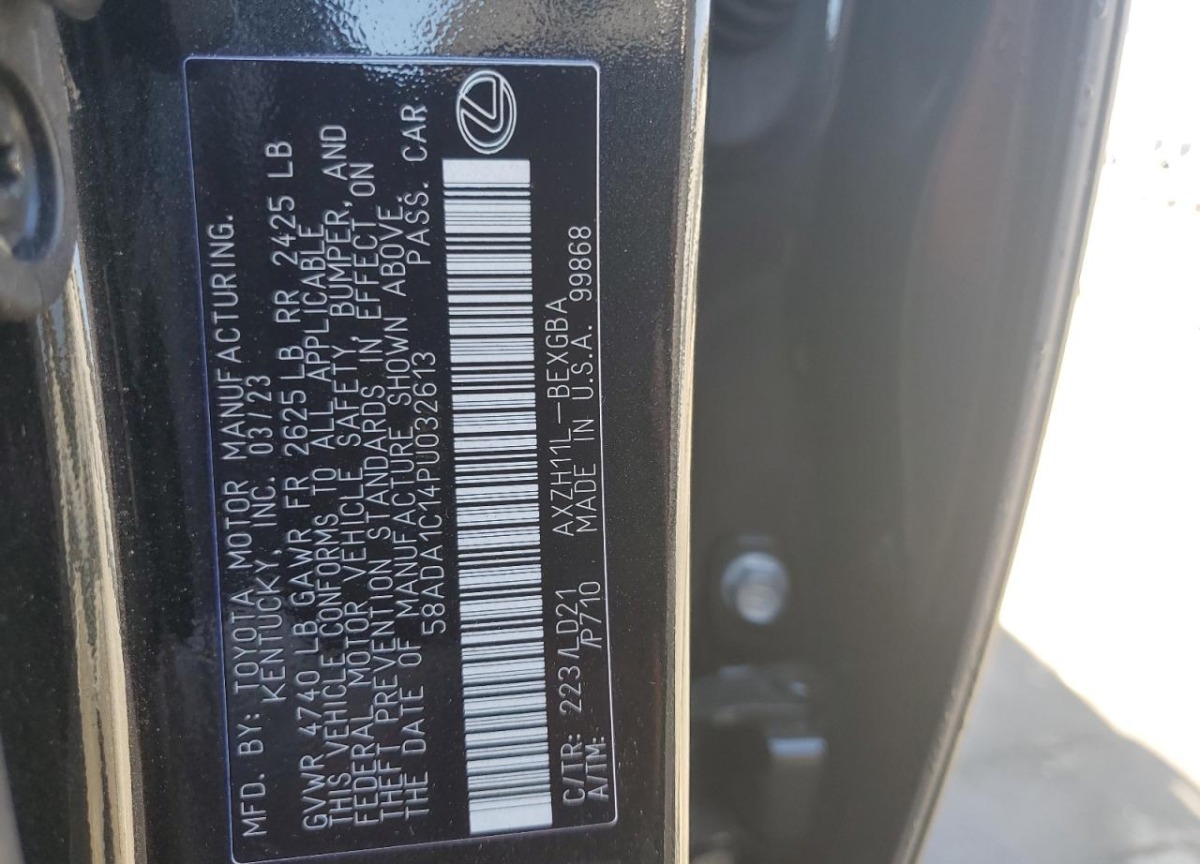 MFD. BY: TOYOTA MOTOR MANUFACTURING.
KENTUCKY, INC. 03/23
GVWR 4740 LB GAWR FR 2625 LB RR 2425 LB
THIS VEHICLE CONFORMS TO ALL APPLICABLE
FEDERAL MOTOR VEHICLE SAFETY, BUMPER, AND
THEFT PREVENTION STANDARDS IN EFFECT ON
THE DATE OF MANUFACTURE SHOWN ABOVE.
58ADA1C14PU032613 PASS. CAR
C/TR: 223/LD21 AXZH11L-BEXGBA
A/TM: /P710 MADE IN U.S.A. 99868